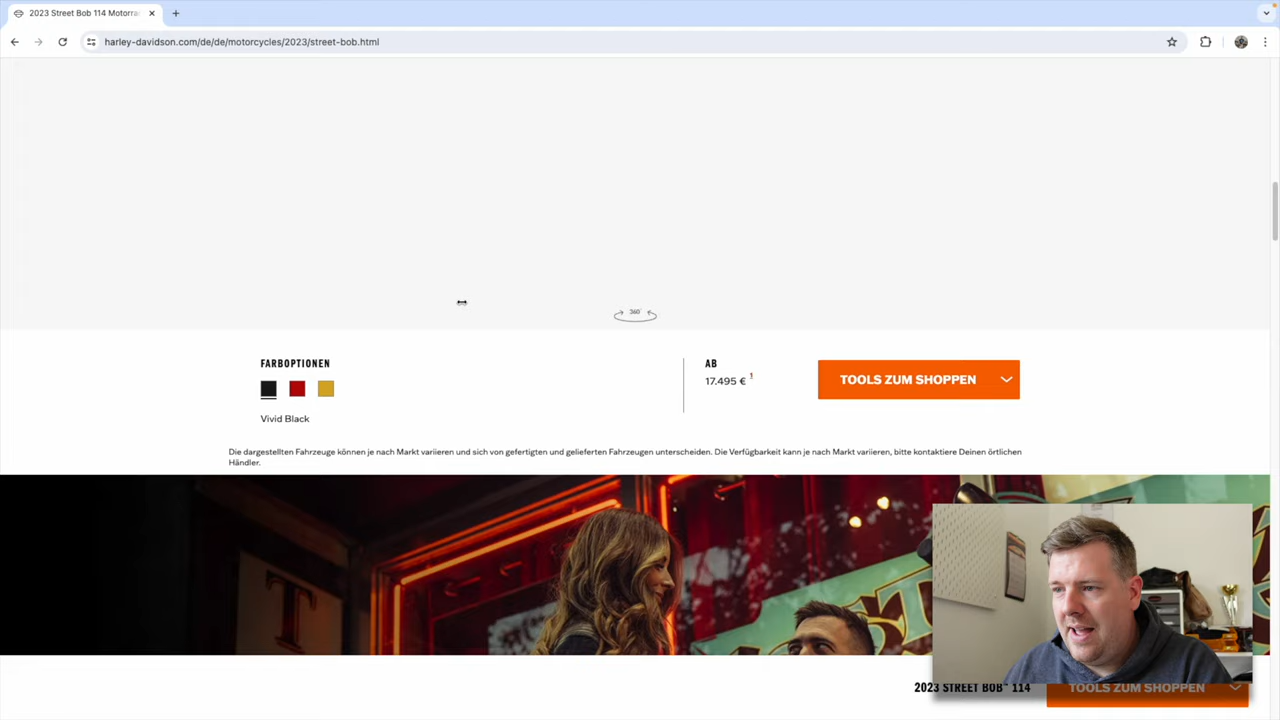 2023 Street Bob 114 Motorra
harley-davidson.com/de/de/motorcycles/2023/street-bob.html
360°
FARBOPTIONEN
Vivid Black
AB
17.495 € 1
TOOLS ZUM SHOPPEN
Die dargestellten Fahrzeuge können je nach Markt variieren und sich von gefertigten und gelieferten Fahrzeugen unterscheiden. Die Verfügbarkeit kann je nach Markt variieren, bitte kontaktiere Deinen örtlichen
Händler.
2023 STREET BOB™ 114
TOOLS ZUM SHOPPEN